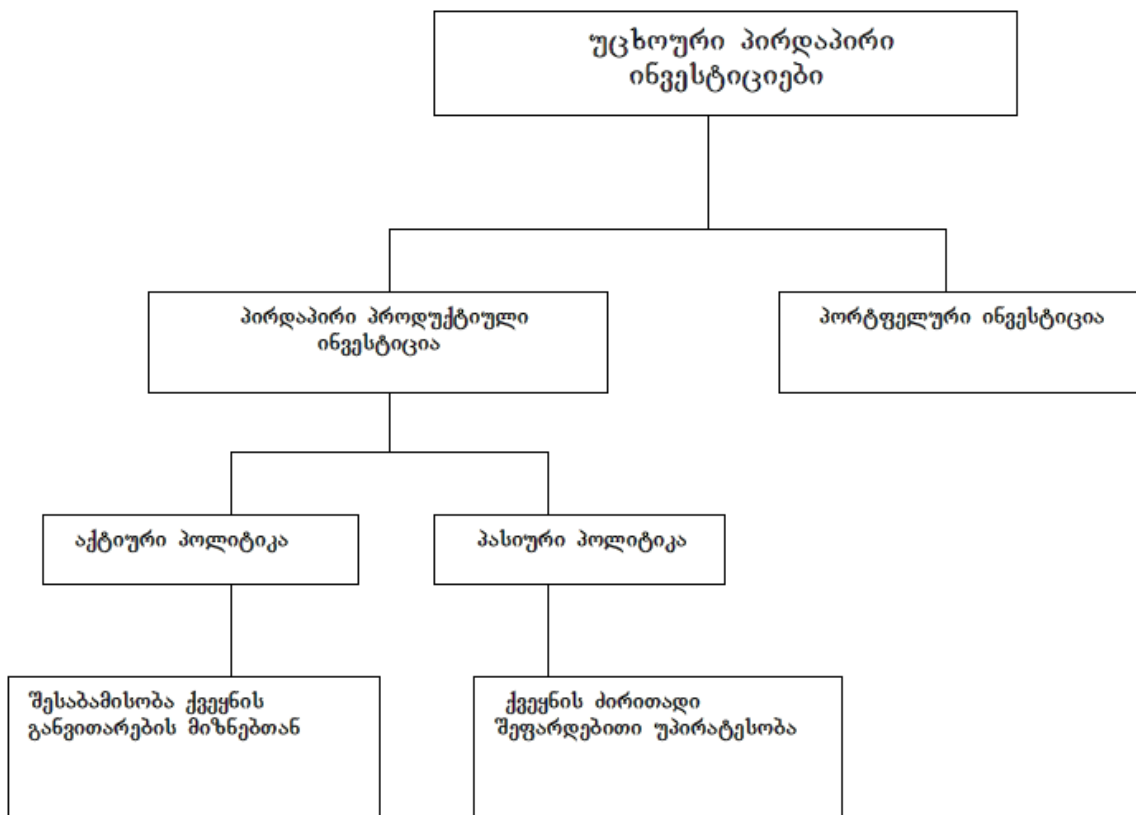 უცხოური პირდაპირი
ინვესტიციები
პირდაპირი პროდუქტიული
ინვესტიცია
პორტფელური ინვესტიცია
აქტიური პოლიტიკა
პასიური პოლიტიკა
შესაბამისობა ქვეყნის
განვითარების მიზნებთან
ქვეყნის ძირითადი
შეფარდებითი უპირატესობა